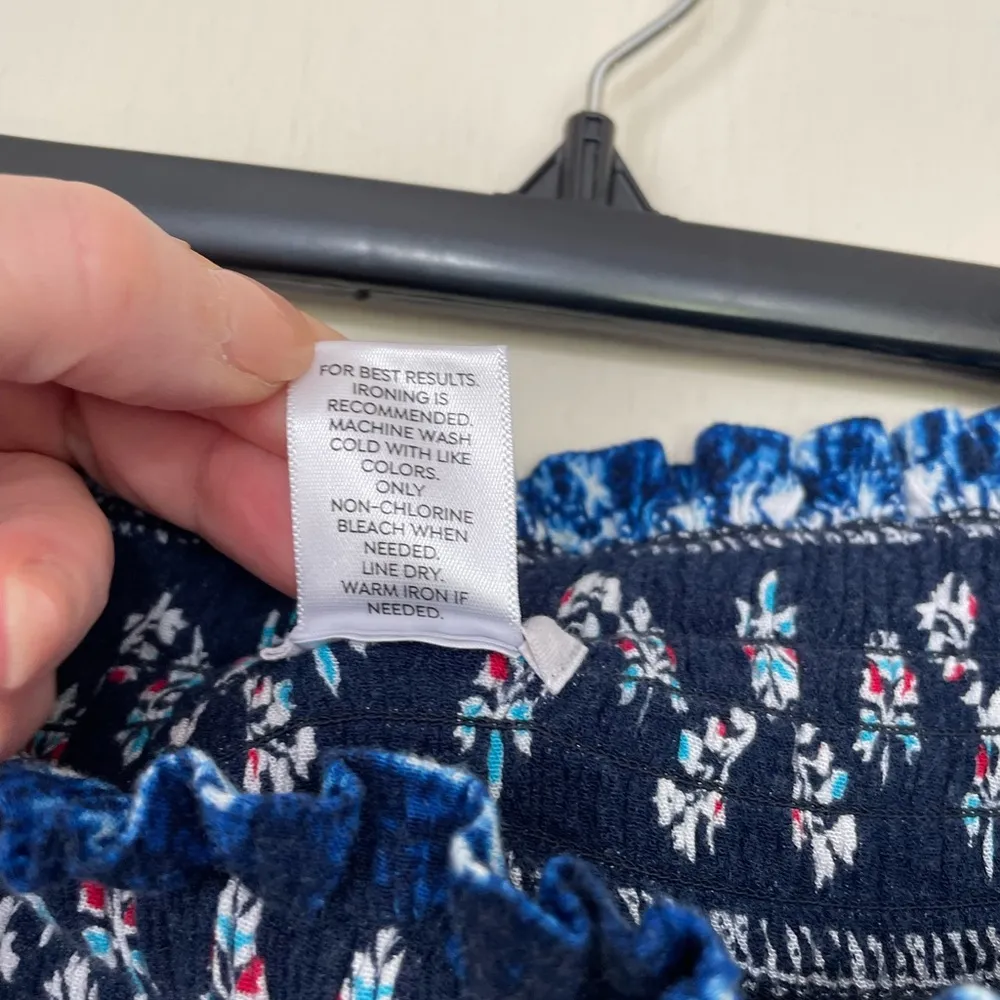 FOR BEST RESULTS.
IRONING IS
RECOMMENDED.
MACHINE WASH
COLD WITH LIKE
COLORS.
ONLY
NON-CHLORINE
BLEACH WHEN
NEEDED.
LINE DRY.
WARM IRON IF
NEEDED.